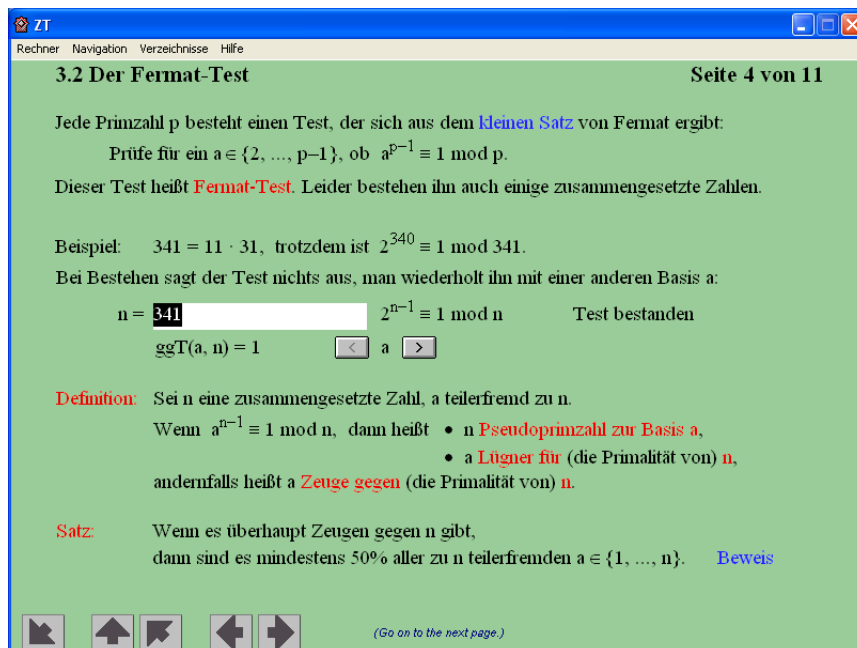 ZT
Rechner Navigation Verzeichnisse Hilfe
3.2 Der Fermat-Test Seite 4 von 11
Jede Primzahl p besteht einen Test, der sich aus dem kleinen Satz von Fermat ergibt:
Prüfe für ein a ∈ {2, ..., p–1}, ob a^{p–1} ≡ 1 mod p.
Dieser Test heißt Fermat-Test. Leider bestehen ihn auch einige zusammengesetzte Zahlen.
Beispiel: 341 = 11 · 31, trotzdem ist 2^{340} ≡ 1 mod 341.
Bei Bestehen sagt der Test nichts aus, man wiederholt ihn mit einer anderen Basis a:
n = 341 2^{n–1} ≡ 1 mod n Test bestanden
ggT(a, n) = 1 < a >
Definition: Sei n eine zusammengesetzte Zahl, a teilerfremd zu n.
Wenn a^{n–1} ≡ 1 mod n, dann heißt • n Pseudoprimzahl zur Basis a,
• a Lügner für (die Primalität von) n,
andernfalls heißt a Zeuge gegen (die Primalität von) n.
Satz: Wenn es überhaupt Zeugen gegen n gibt,
dann sind es mindestens 50% aller zu n teilerfremden a ∈ {1, ..., n}. Beweis
(Go on to the next page.)